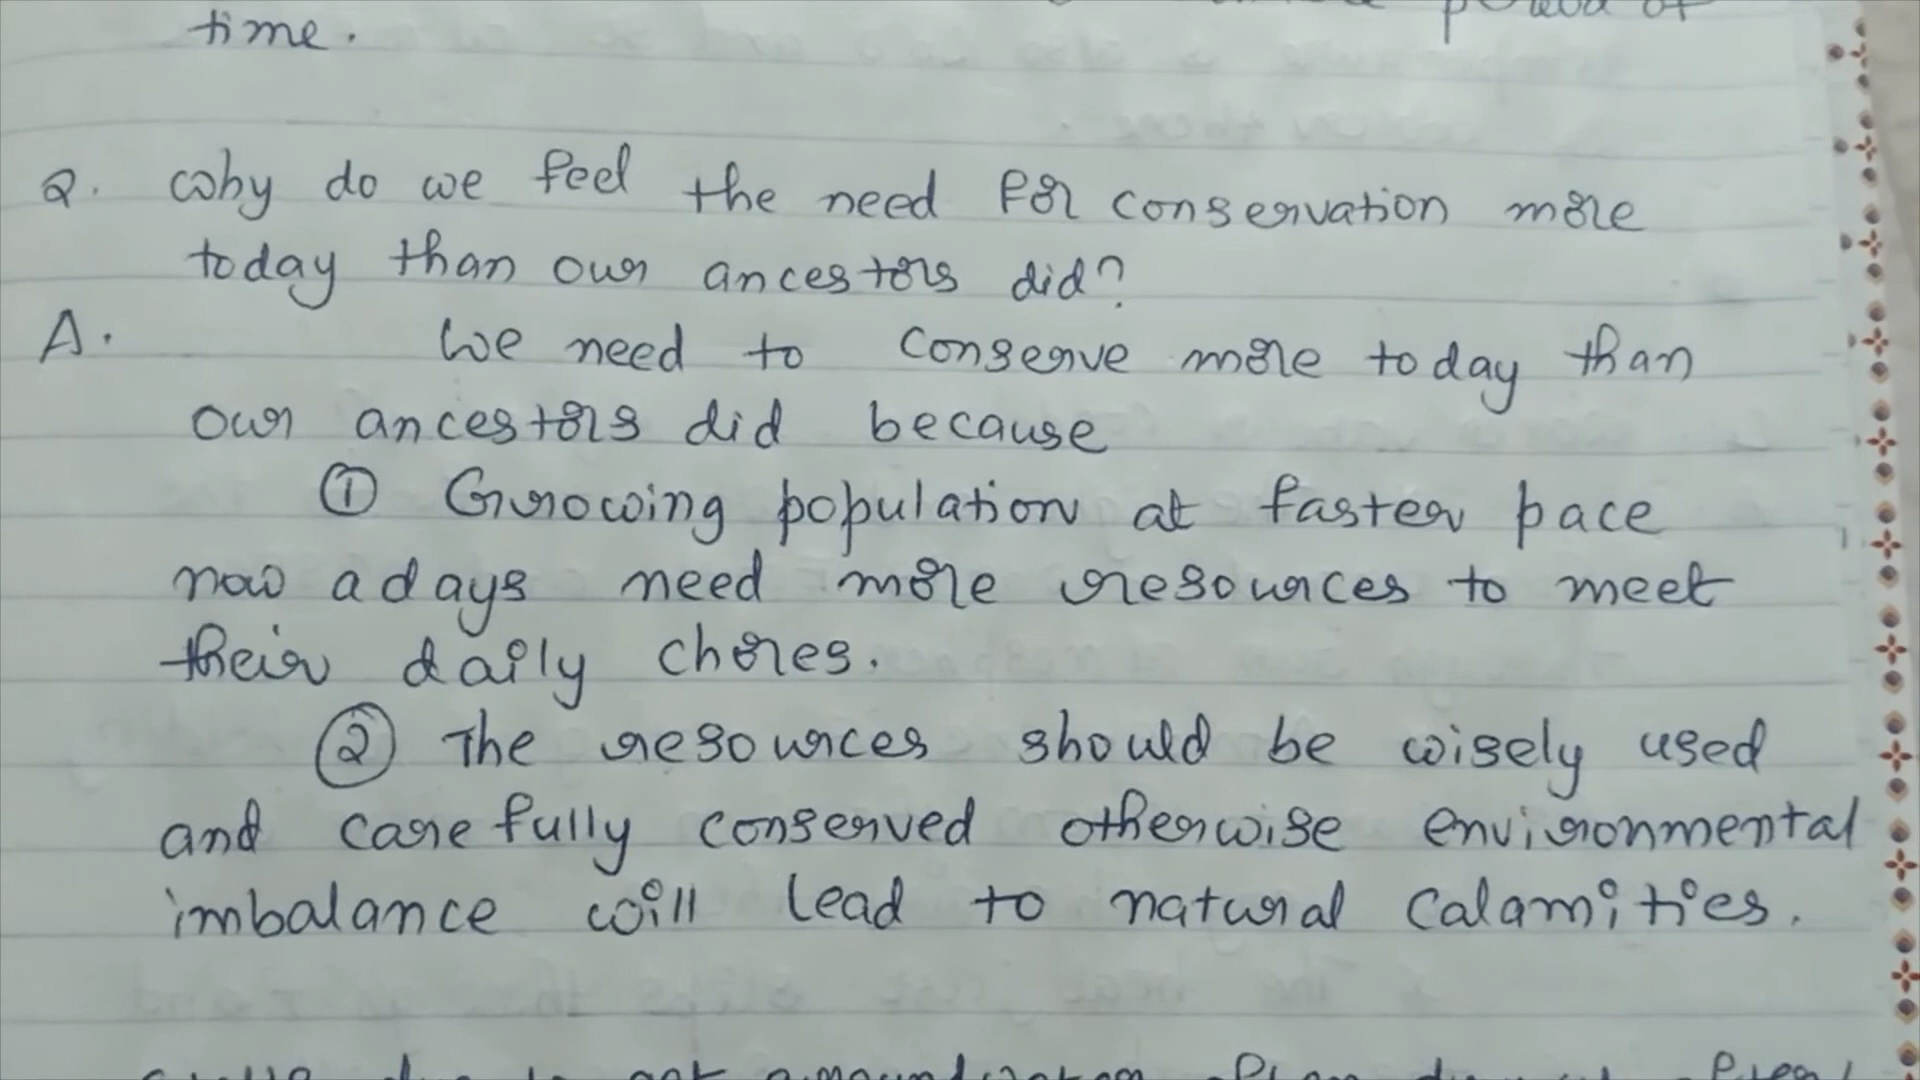 time. period of
Q. Why do we feel the need for conservation more
today than our ancestors did?
A. We need to conserve more today than
our ancestors did because
① Growing population at faster pace
now a days need more resources to meet
their daily chores.
② The resources should be wisely used
and carefully conserved otherwise environmental
imbalance will lead to natural calamities.